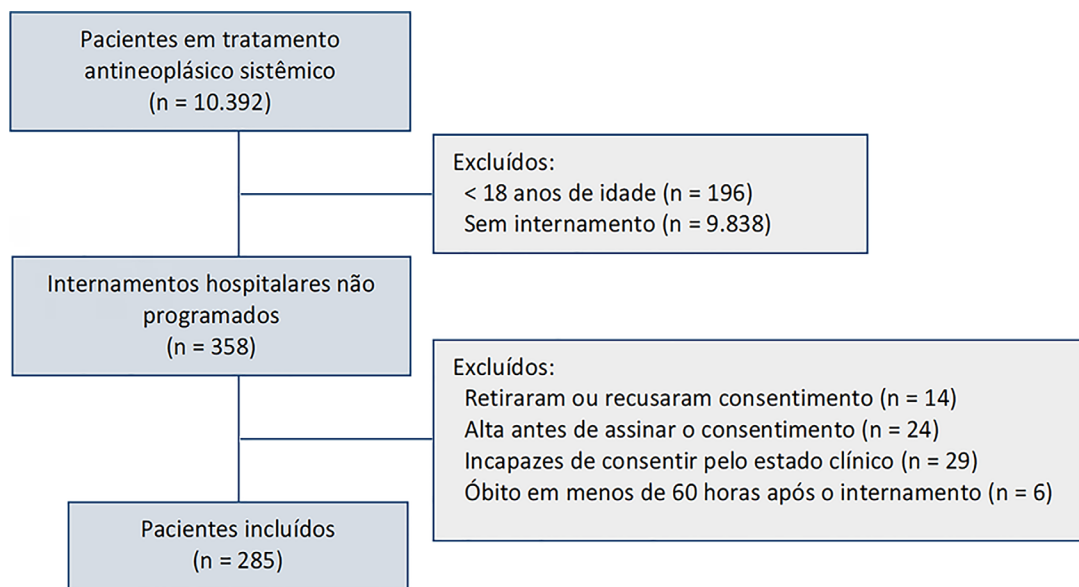 Pacientes em tratamento
antineoplásico sistêmico
(n = 10.392)
Excluídos:
< 18 anos de idade (n = 196)
Sem internamento (n = 9.838)
Internamentos hospitalares não
programados
(n = 358)
Excluídos:
Retiraram ou recusaram consentimento (n = 14)
Alta antes de assinar o consentimento (n = 24)
Incapazes de consentir pelo estado clínico (n = 29)
Óbito em menos de 60 horas após o internamento (n = 6)
Pacientes incluídos
(n = 285)